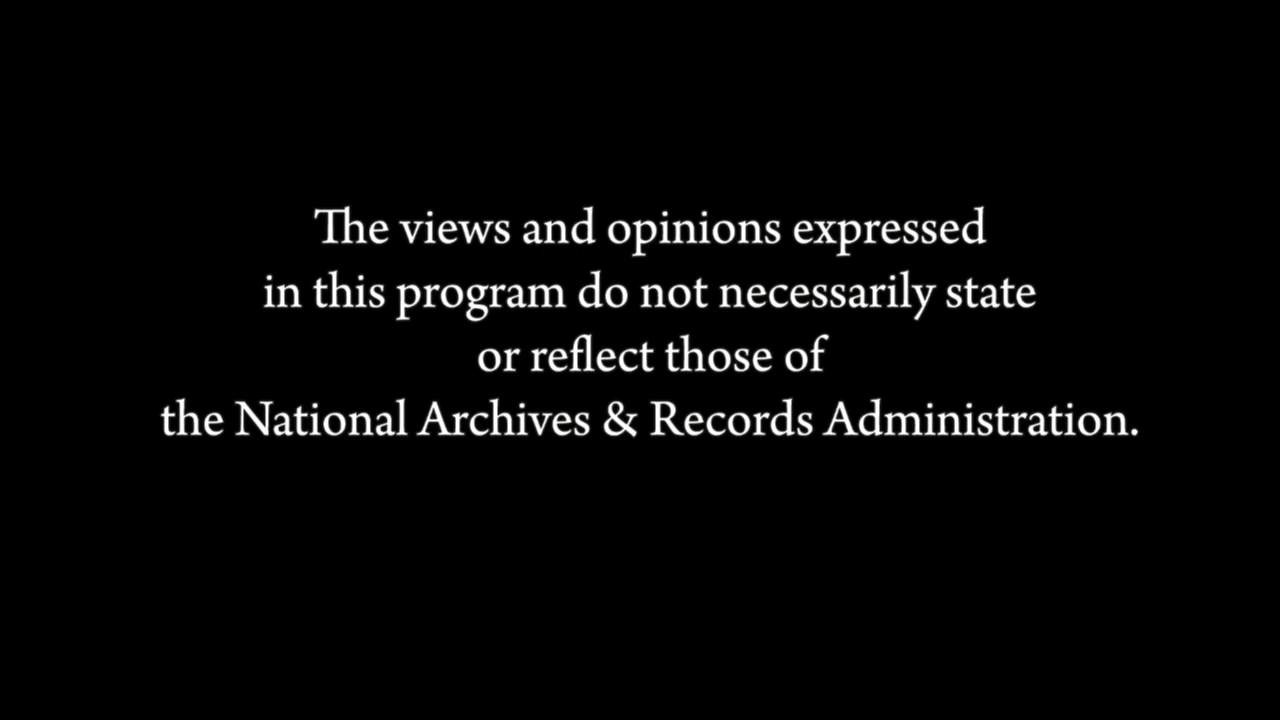 The views and opinions expressed
in this program do not necessarily state
or reflect those of
the National Archives & Records Administration.